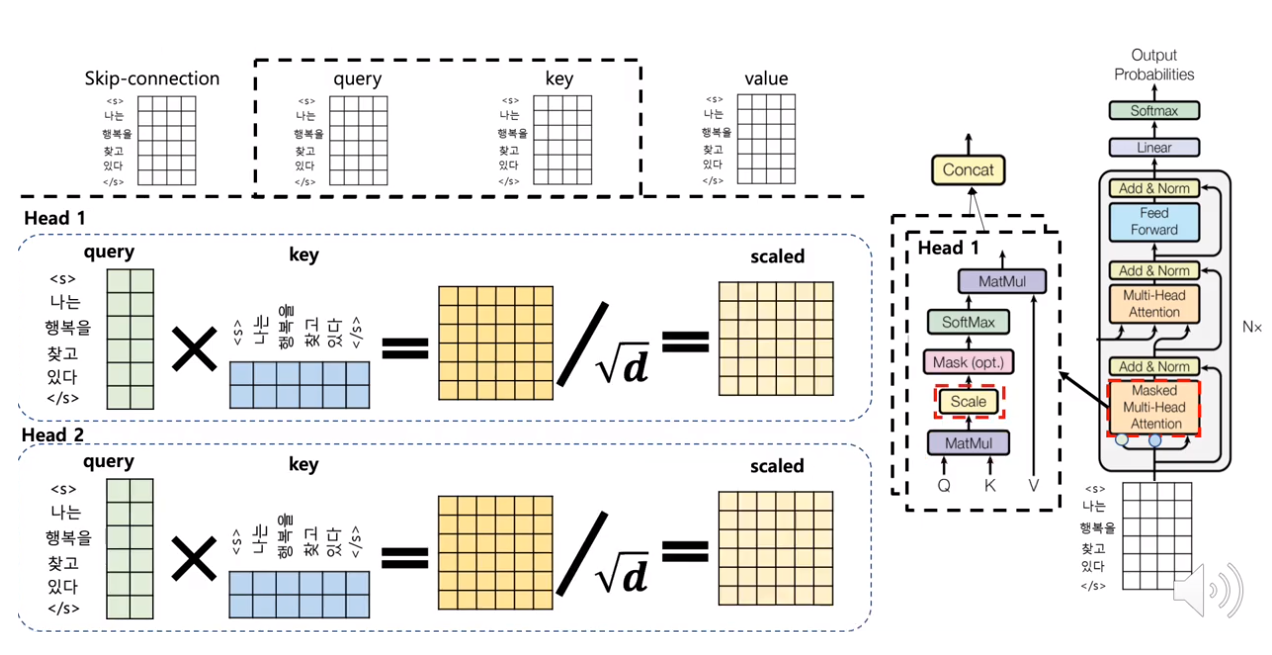 Skip-connection
<s>
나는
행복을
찾고
있다
</s>
query
<s>
나는
행복을
찾고
있다
</s>
key
<s>
나는
행복을
찾고
있다
</s>
value
<s>
나는
행복을
찾고
있다
</s>
Head 1
query
<s>
나는
행복을
찾고
있다
</s>
key
<s>
나는
행복을
찾고
있다
</s>
√d
scaled
Head 2
query
<s>
나는
행복을
찾고
있다
</s>
key
<s>
나는
행복을
찾고
있다
</s>
√d
scaled
Concat
Head 1
MatMul
SoftMax
Mask (opt.)
Scale
MatMul
Q K V
Output
Probabilities
Softmax
Linear
Add & Norm
Feed
Forward
Add & Norm
Multi-Head
Attention
N×
Add & Norm
Masked
Multi-Head
Attention
<s>
나는
행복을
찾고
있다
</s>